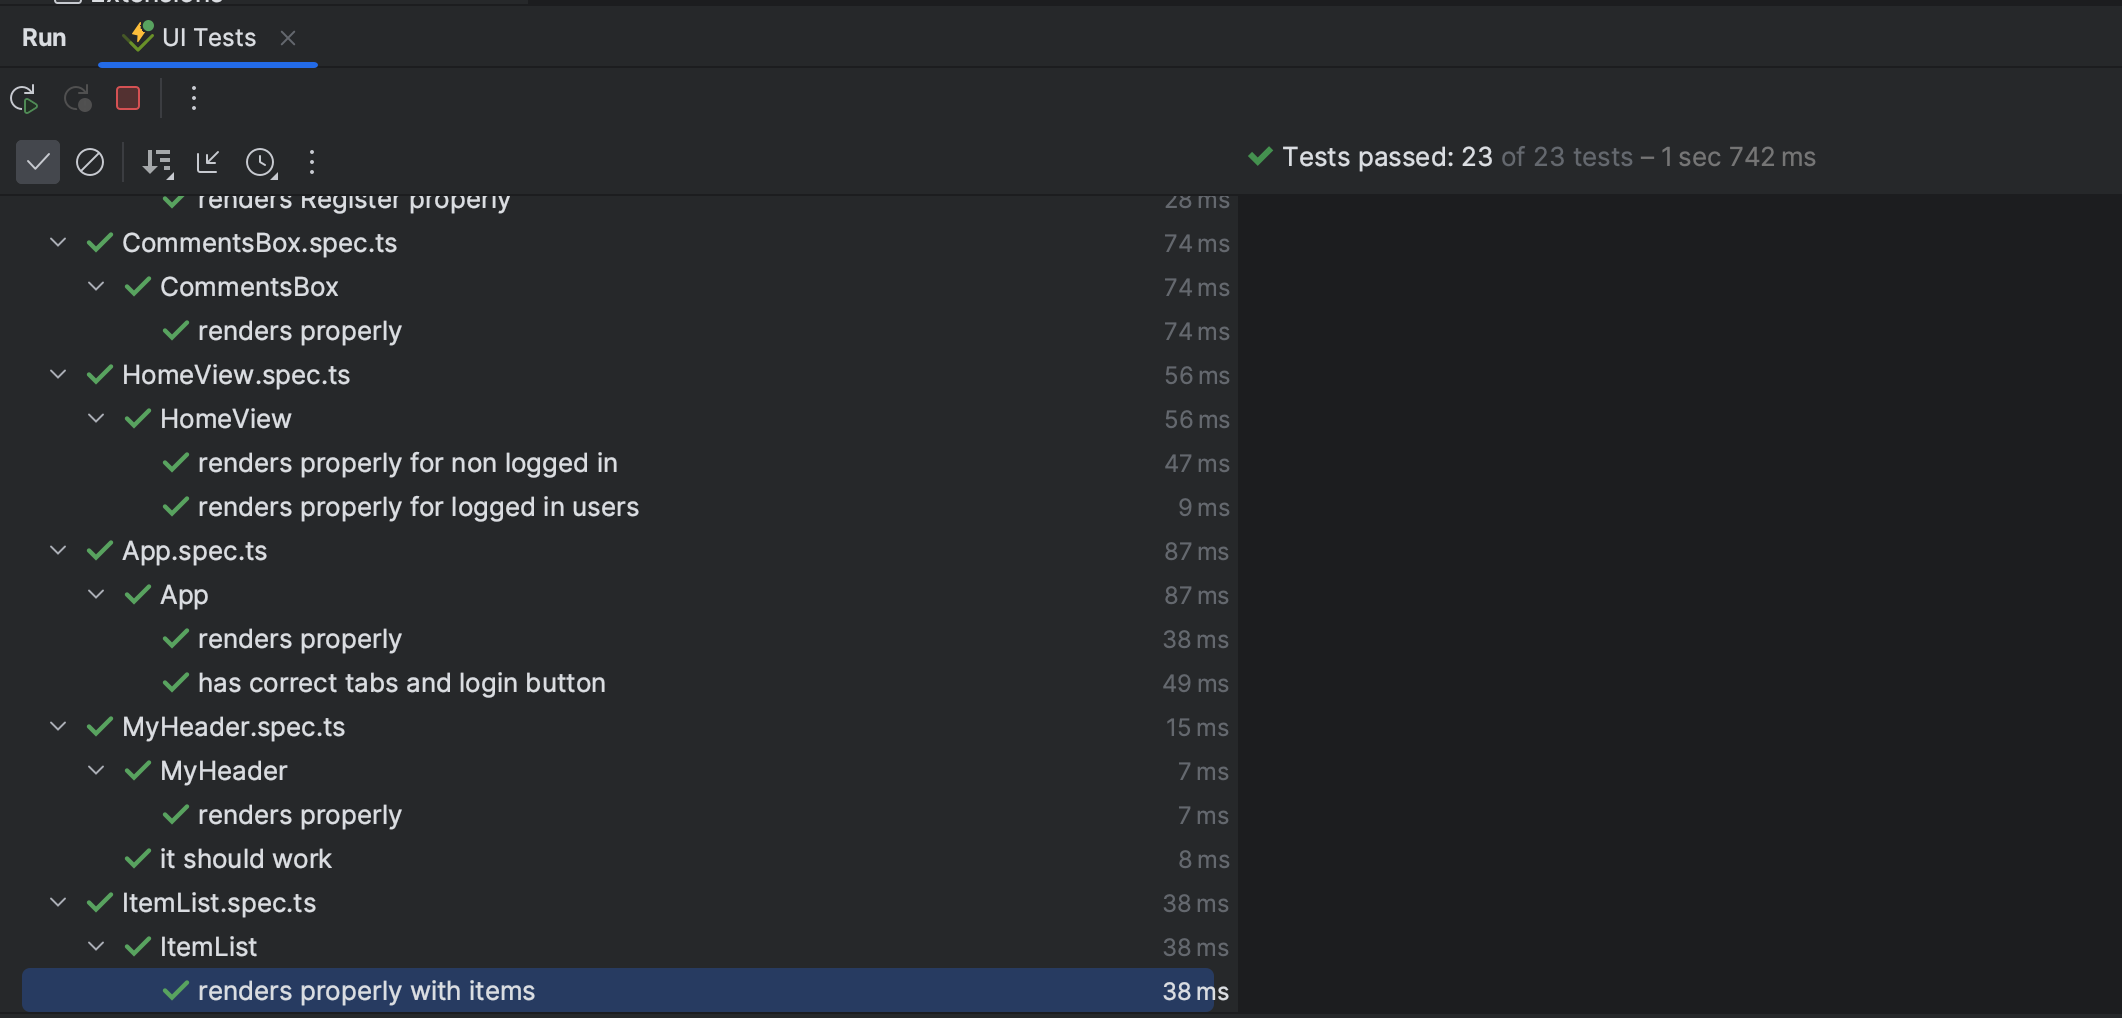 Extensions
Run UI Tests
Tests passed: 23 of 23 tests – 1 sec 742 ms
renders Register properly 28 ms
CommentsBox.spec.ts 74 ms
CommentsBox 74 ms
renders properly 74 ms
HomeView.spec.ts 56 ms
HomeView 56 ms
renders properly for non logged in 47 ms
renders properly for logged in users 9 ms
App.spec.ts 87 ms
App 87 ms
renders properly 38 ms
has correct tabs and login button 49 ms
MyHeader.spec.ts 15 ms
MyHeader 7 ms
renders properly 7 ms
it should work 8 ms
ItemList.spec.ts 38 ms
ItemList 38 ms
renders properly with items 38 ms